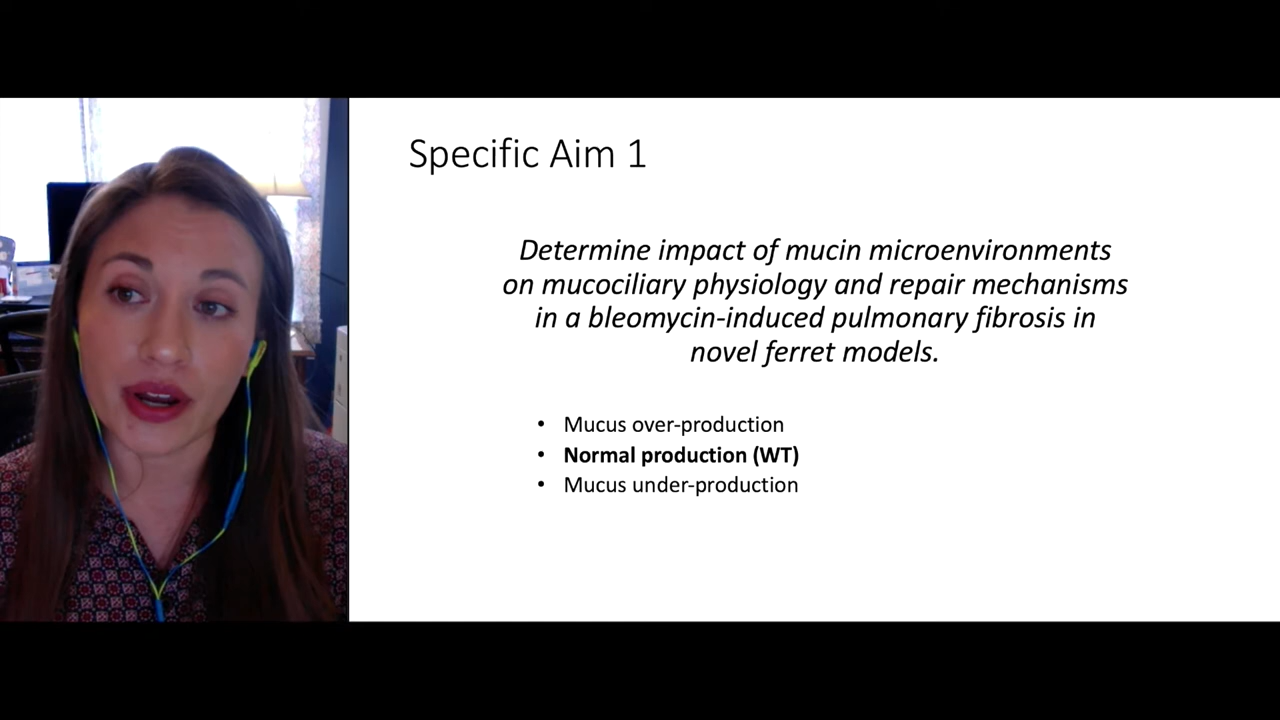 Specific Aim 1
Determine impact of mucin microenvironments
on mucociliary physiology and repair mechanisms
in a bleomycin-induced pulmonary fibrosis in
novel ferret models.
• Mucus over-production
• Normal production (WT)
• Mucus under-production